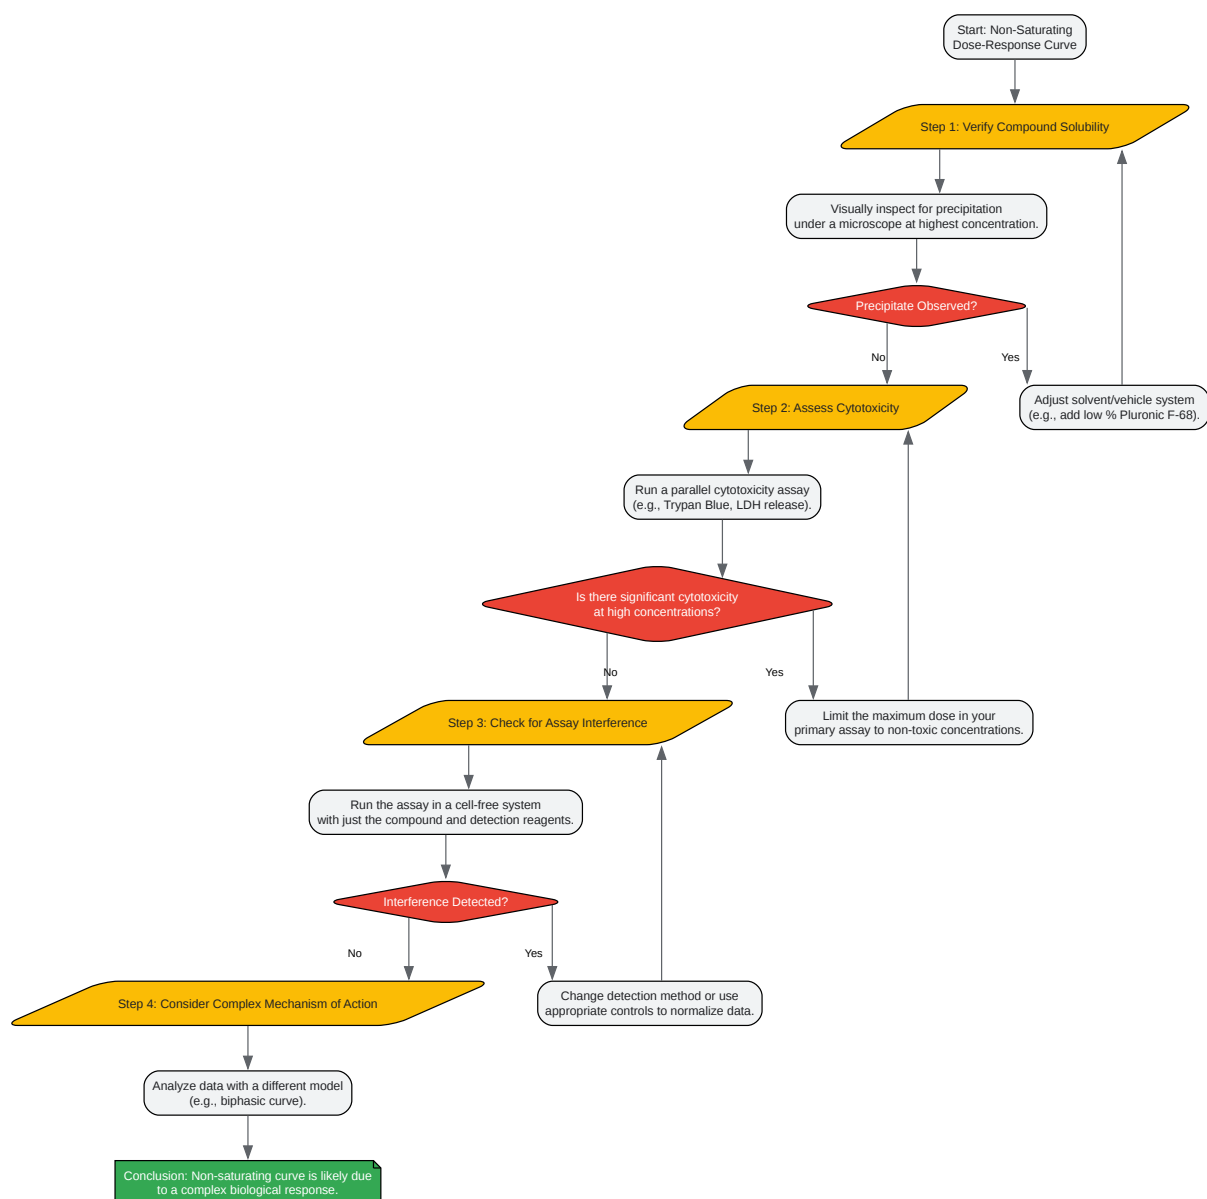 Start: Non-Saturating
Dose-Response Curve
Step 1: Verify Compound Solubility
Visually inspect for precipitation
under a microscope at highest concentration.
Precipitate Observed?
No
Yes
Step 2: Assess Cytotoxicity
Adjust solvent/vehicle system
(e.g., add low % Pluronic F-68).
Run a parallel cytotoxicity assay
(e.g., Trypan Blue, LDH release).
Is there significant cytotoxicity
at high concentrations?
No
Yes
Step 3: Check for Assay Interference
Limit the maximum dose in your
primary assay to non-toxic concentrations.
Run the assay in a cell-free system
with just the compound and detection reagents.
Interference Detected?
No
Yes
Step 4: Consider Complex Mechanism of Action
Change detection method or use
appropriate controls to normalize data.
Analyze data with a different model
(e.g., biphasic curve).
Conclusion: Non-saturating curve is likely due
to a complex biological response.